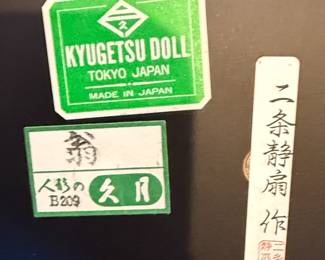 久
KYUGETSU DOLL
TOKYO JAPAN
MADE IN JAPAN
翁
人形の 久月
B209
二条静扇 作